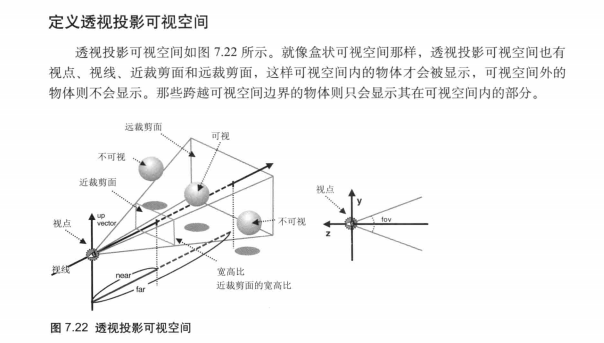 定义透视投影可视空间
透视投影可视空间如图 7.22 所示。就像盒状可视空间那样，透视投影可视空间也有
视点、视线、近裁剪面和远裁剪面，这样可视空间内的物体才会被显示，可视空间外的
物体则不会显示。那些跨越可视空间边界的物体则只会显示其在可视空间内的部分。
远裁剪面
可视
不可视
近裁剪面
up
vector
视点
不可视
视线
near
far
宽高比
近裁剪面的宽高比
视点
y
fov
z
图 7.22 透视投影可视空间